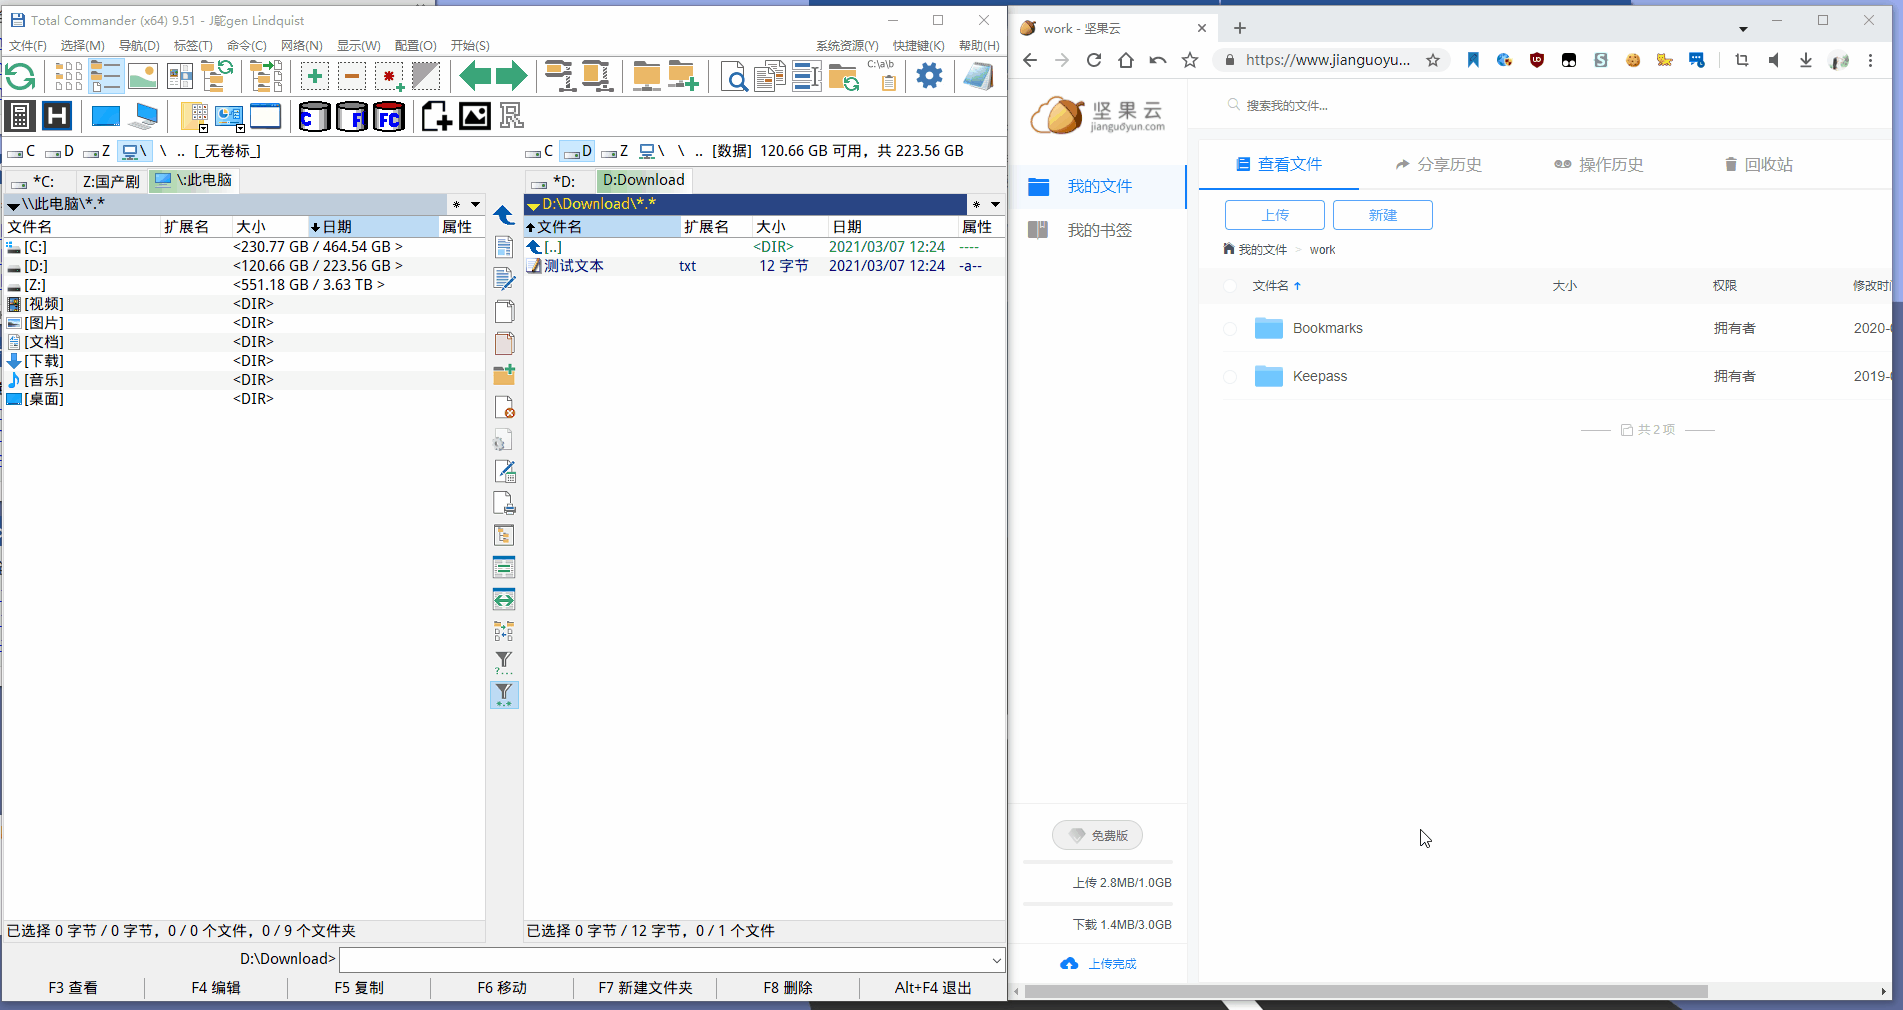 Total Commander (x64) 9.51 - J鴕gen Lindquist
文件(F) 选择(M) 导航(D) 标签(T) 命令(C) 网络(N) 显示(W) 配置(O) 开始(S) 系统资源(Y) 快捷键(K) 帮助(H)
C:\a\b
C F FC
C D Z \ \ .. [_无卷标_]
C D Z \ \ .. [数据] 120.66 GB 可用，共 223.56 GB
*C: Z:国产剧 \:此电脑
*D: D:Download
\\此电脑\*.* * ▼
D:\Download\*.* * ▼
文件名 扩展名 大小 日期 属性
[C:] <230.77 GB / 464.54 GB >
[D:] <120.66 GB / 223.56 GB >
[Z:] <551.18 GB / 3.63 TB >
[视频] <DIR>
[图片] <DIR>
[文档] <DIR>
[下载] <DIR>
[音乐] <DIR>
[桌面] <DIR>
文件名 扩展名 大小 日期 属性
[..] <DIR> 2021/03/07 12:24 ----
测试文本 txt 12 字节 2021/03/07 12:24 -a--
已选择 0 字节 / 0 字节，0 / 0 个文件，0 / 9 个文件夹
已选择 0 字节 / 12 字节，0 / 1 个文件
D:\Download>
F3 查看 F4 编辑 F5 复制 F6 移动 F7 新建文件夹 F8 删除 Alt+F4 退出
work - 坚果云
https://www.jianguoyu...
坚果云
jianguoyun.com
搜索我的文件...
我的文件
我的书签
查看文件 分享历史 操作历史 回收站
上传 新建
我的文件 > work
文件名 ↑ 大小 权限 修改时间
Bookmarks 拥有者 2020-
Keepass 拥有者 2019-
共2项
免费版
上传 2.8MB/1.0GB
下载 1.4MB/3.0GB
上传完成